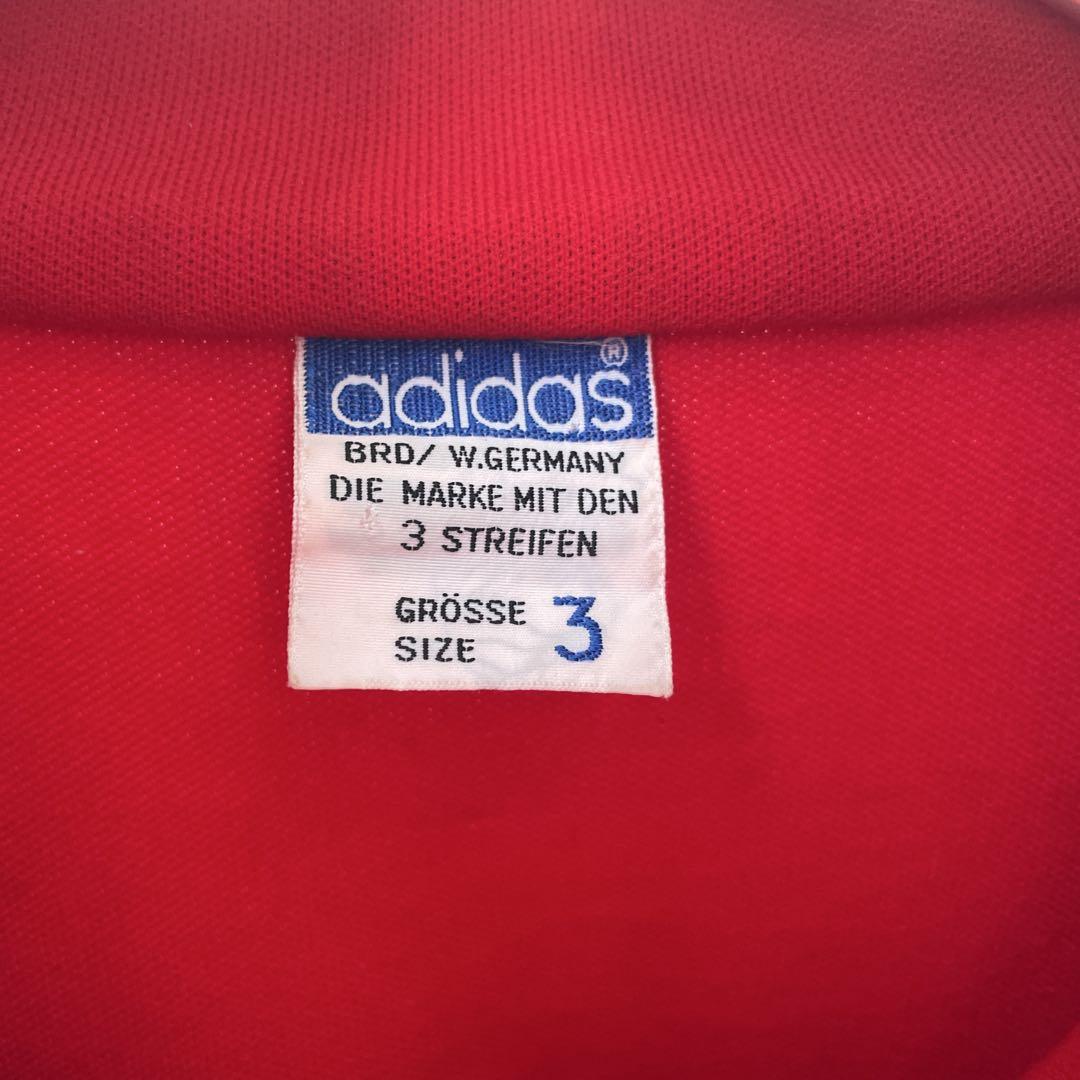 adidas®
BRD/ W.GERMANY
DIE MARKE MIT DEN
3 STREIFEN
GRÖSSE 3
SIZE